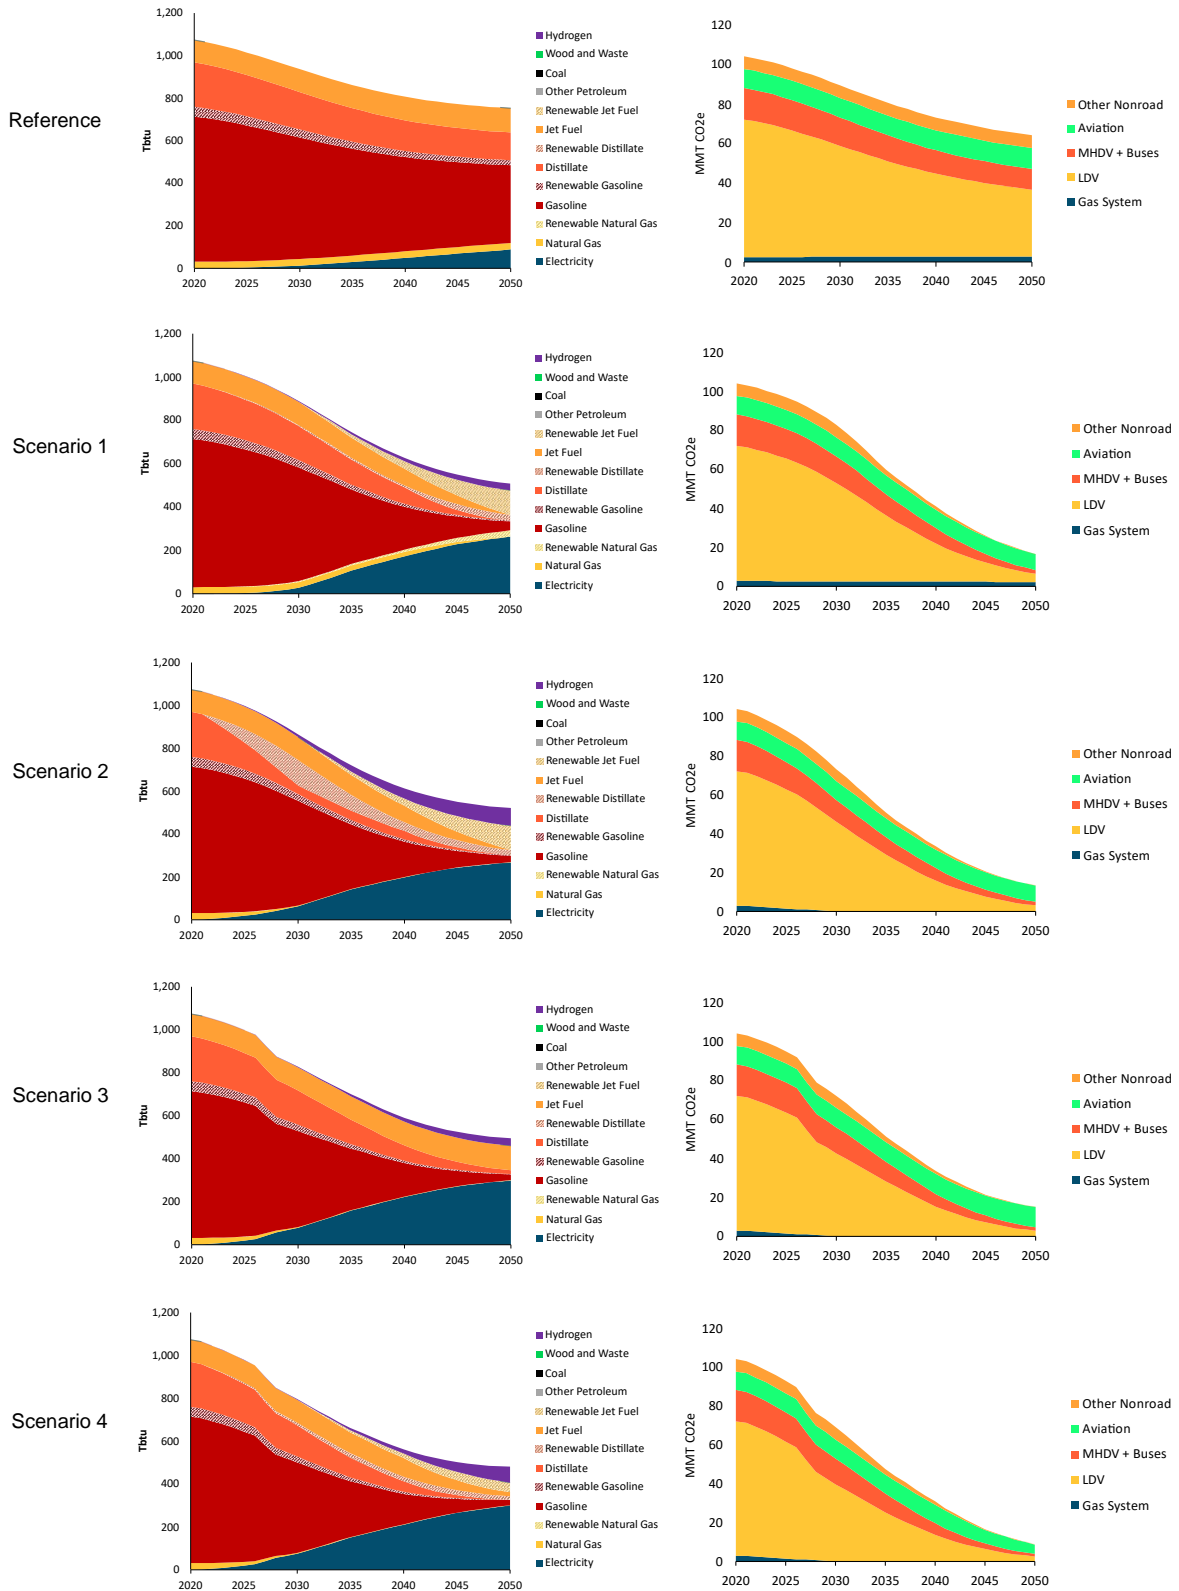 Reference
1,200
1,000
800
600
400
200
0
Tbtu
2020 2025 2030 2035 2040 2045 2050
Hydrogen
Wood and Waste
Coal
Other Petroleum
Renewable Jet Fuel
Jet Fuel
Renewable Distillate
Distillate
Renewable Gasoline
Gasoline
Renewable Natural Gas
Natural Gas
Electricity
120
100
80
60
40
20
0
MMT CO2e
2020 2025 2030 2035 2040 2045 2050
Other Nonroad
Aviation
MHDV + Buses
LDV
Gas System
Scenario 1
1,200
1,000
800
600
400
200
0
Tbtu
2020 2025 2030 2035 2040 2045 2050
Hydrogen
Wood and Waste
Coal
Other Petroleum
Renewable Jet Fuel
Jet Fuel
Renewable Distillate
Distillate
Renewable Gasoline
Gasoline
Renewable Natural Gas
Natural Gas
Electricity
120
100
80
60
40
20
0
MMT CO2e
2020 2025 2030 2035 2040 2045 2050
Other Nonroad
Aviation
MHDV + Buses
LDV
Gas System
Scenario 2
1,200
1,000
800
600
400
200
0
Tbtu
2020 2025 2030 2035 2040 2045 2050
Hydrogen
Wood and Waste
Coal
Other Petroleum
Renewable Jet Fuel
Jet Fuel
Renewable Distillate
Distillate
Renewable Gasoline
Gasoline
Renewable Natural Gas
Natural Gas
Electricity
120
100
80
60
40
20
0
MMT CO2e
2020 2025 2030 2035 2040 2045 2050
Other Nonroad
Aviation
MHDV + Buses
LDV
Gas System
Scenario 3
1,200
1,000
800
600
400
200
0
Tbtu
2020 2025 2030 2035 2040 2045 2050
Hydrogen
Wood and Waste
Coal
Other Petroleum
Renewable Jet Fuel
Jet Fuel
Renewable Distillate
Distillate
Renewable Gasoline
Gasoline
Renewable Natural Gas
Natural Gas
Electricity
120
100
80
60
40
20
0
MMT CO2e
2020 2025 2030 2035 2040 2045 2050
Other Nonroad
Aviation
MHDV + Buses
LDV
Gas System
Scenario 4
1,200
1,000
800
600
400
200
0
Tbtu
2020 2025 2030 2035 2040 2045 2050
Hydrogen
Wood and Waste
Coal
Other Petroleum
Renewable Jet Fuel
Jet Fuel
Renewable Distillate
Distillate
Renewable Gasoline
Gasoline
Renewable Natural Gas
Natural Gas
Electricity
120
100
80
60
40
20
0
MMT CO2e
2020 2025 2030 2035 2040 2045 2050
Other Nonroad
Aviation
MHDV + Buses
LDV
Gas System